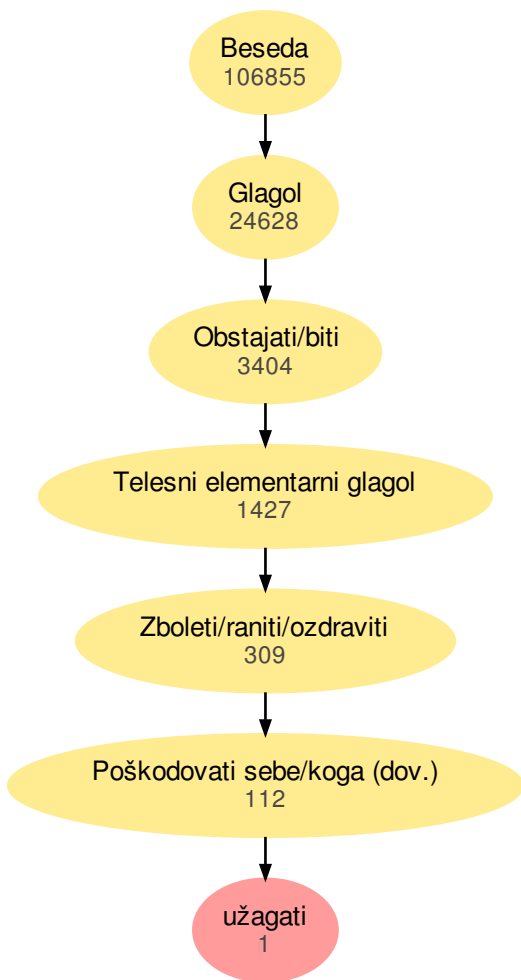 Beseda
106855
Glagol
24628
Obstajati/biti
3404
Telesni elementarni glagol
1427
Zboleti/raniti/ozdraviti
309
Poškodovati sebe/koga (dov.)
112
užagati
1